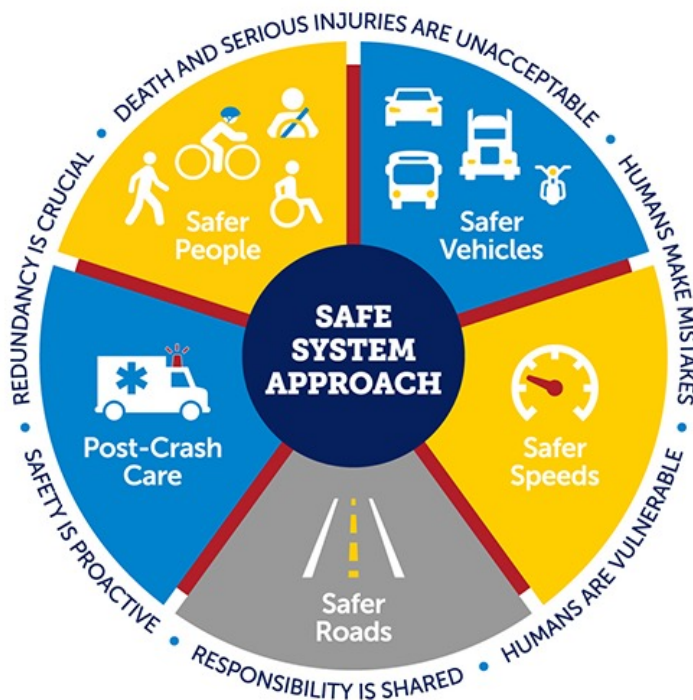 DEATH AND SERIOUS INJURIES ARE UNACCEPTABLE
•
HUMANS MAKE MISTAKES
•
HUMANS ARE VULNERABLE
•
RESPONSIBILITY IS SHARED
•
SAFETY IS PROACTIVE
•
REDUNDANCY IS CRUCIAL
•
Safer
People
Safer
Vehicles
SAFE
SYSTEM
APPROACH
Post-Crash
Care
Safer
Speeds
Safer
Roads